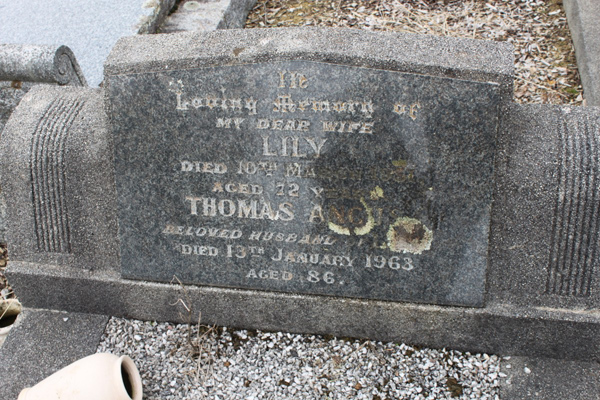 In
Loving Memory of
MY DEAR WIFE
LILY
DIED 10TH
AGED 72
THOMAS
BELOVED HUSBAND
DIED 13TH JANUARY 1963
AGED 86.